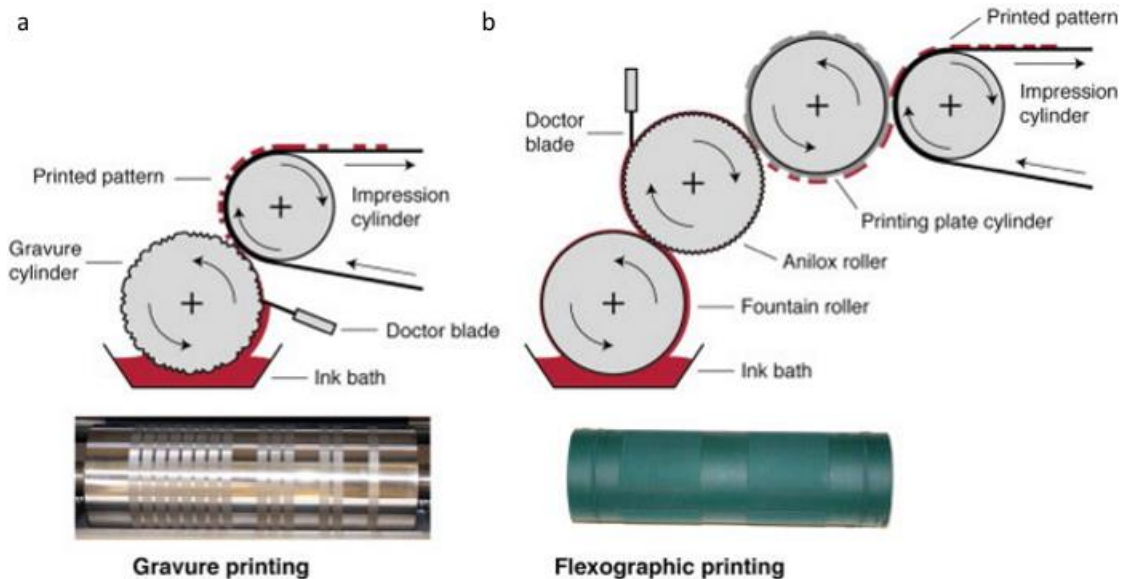 a
Printed pattern
Impression
cylinder
Gravure
cylinder
Doctor blade
Ink bath
Gravure printing
b
Printed pattern
Impression
cylinder
Doctor
blade
Printing plate cylinder
Anilox roller
Fountain roller
Ink bath
Flexographic printing